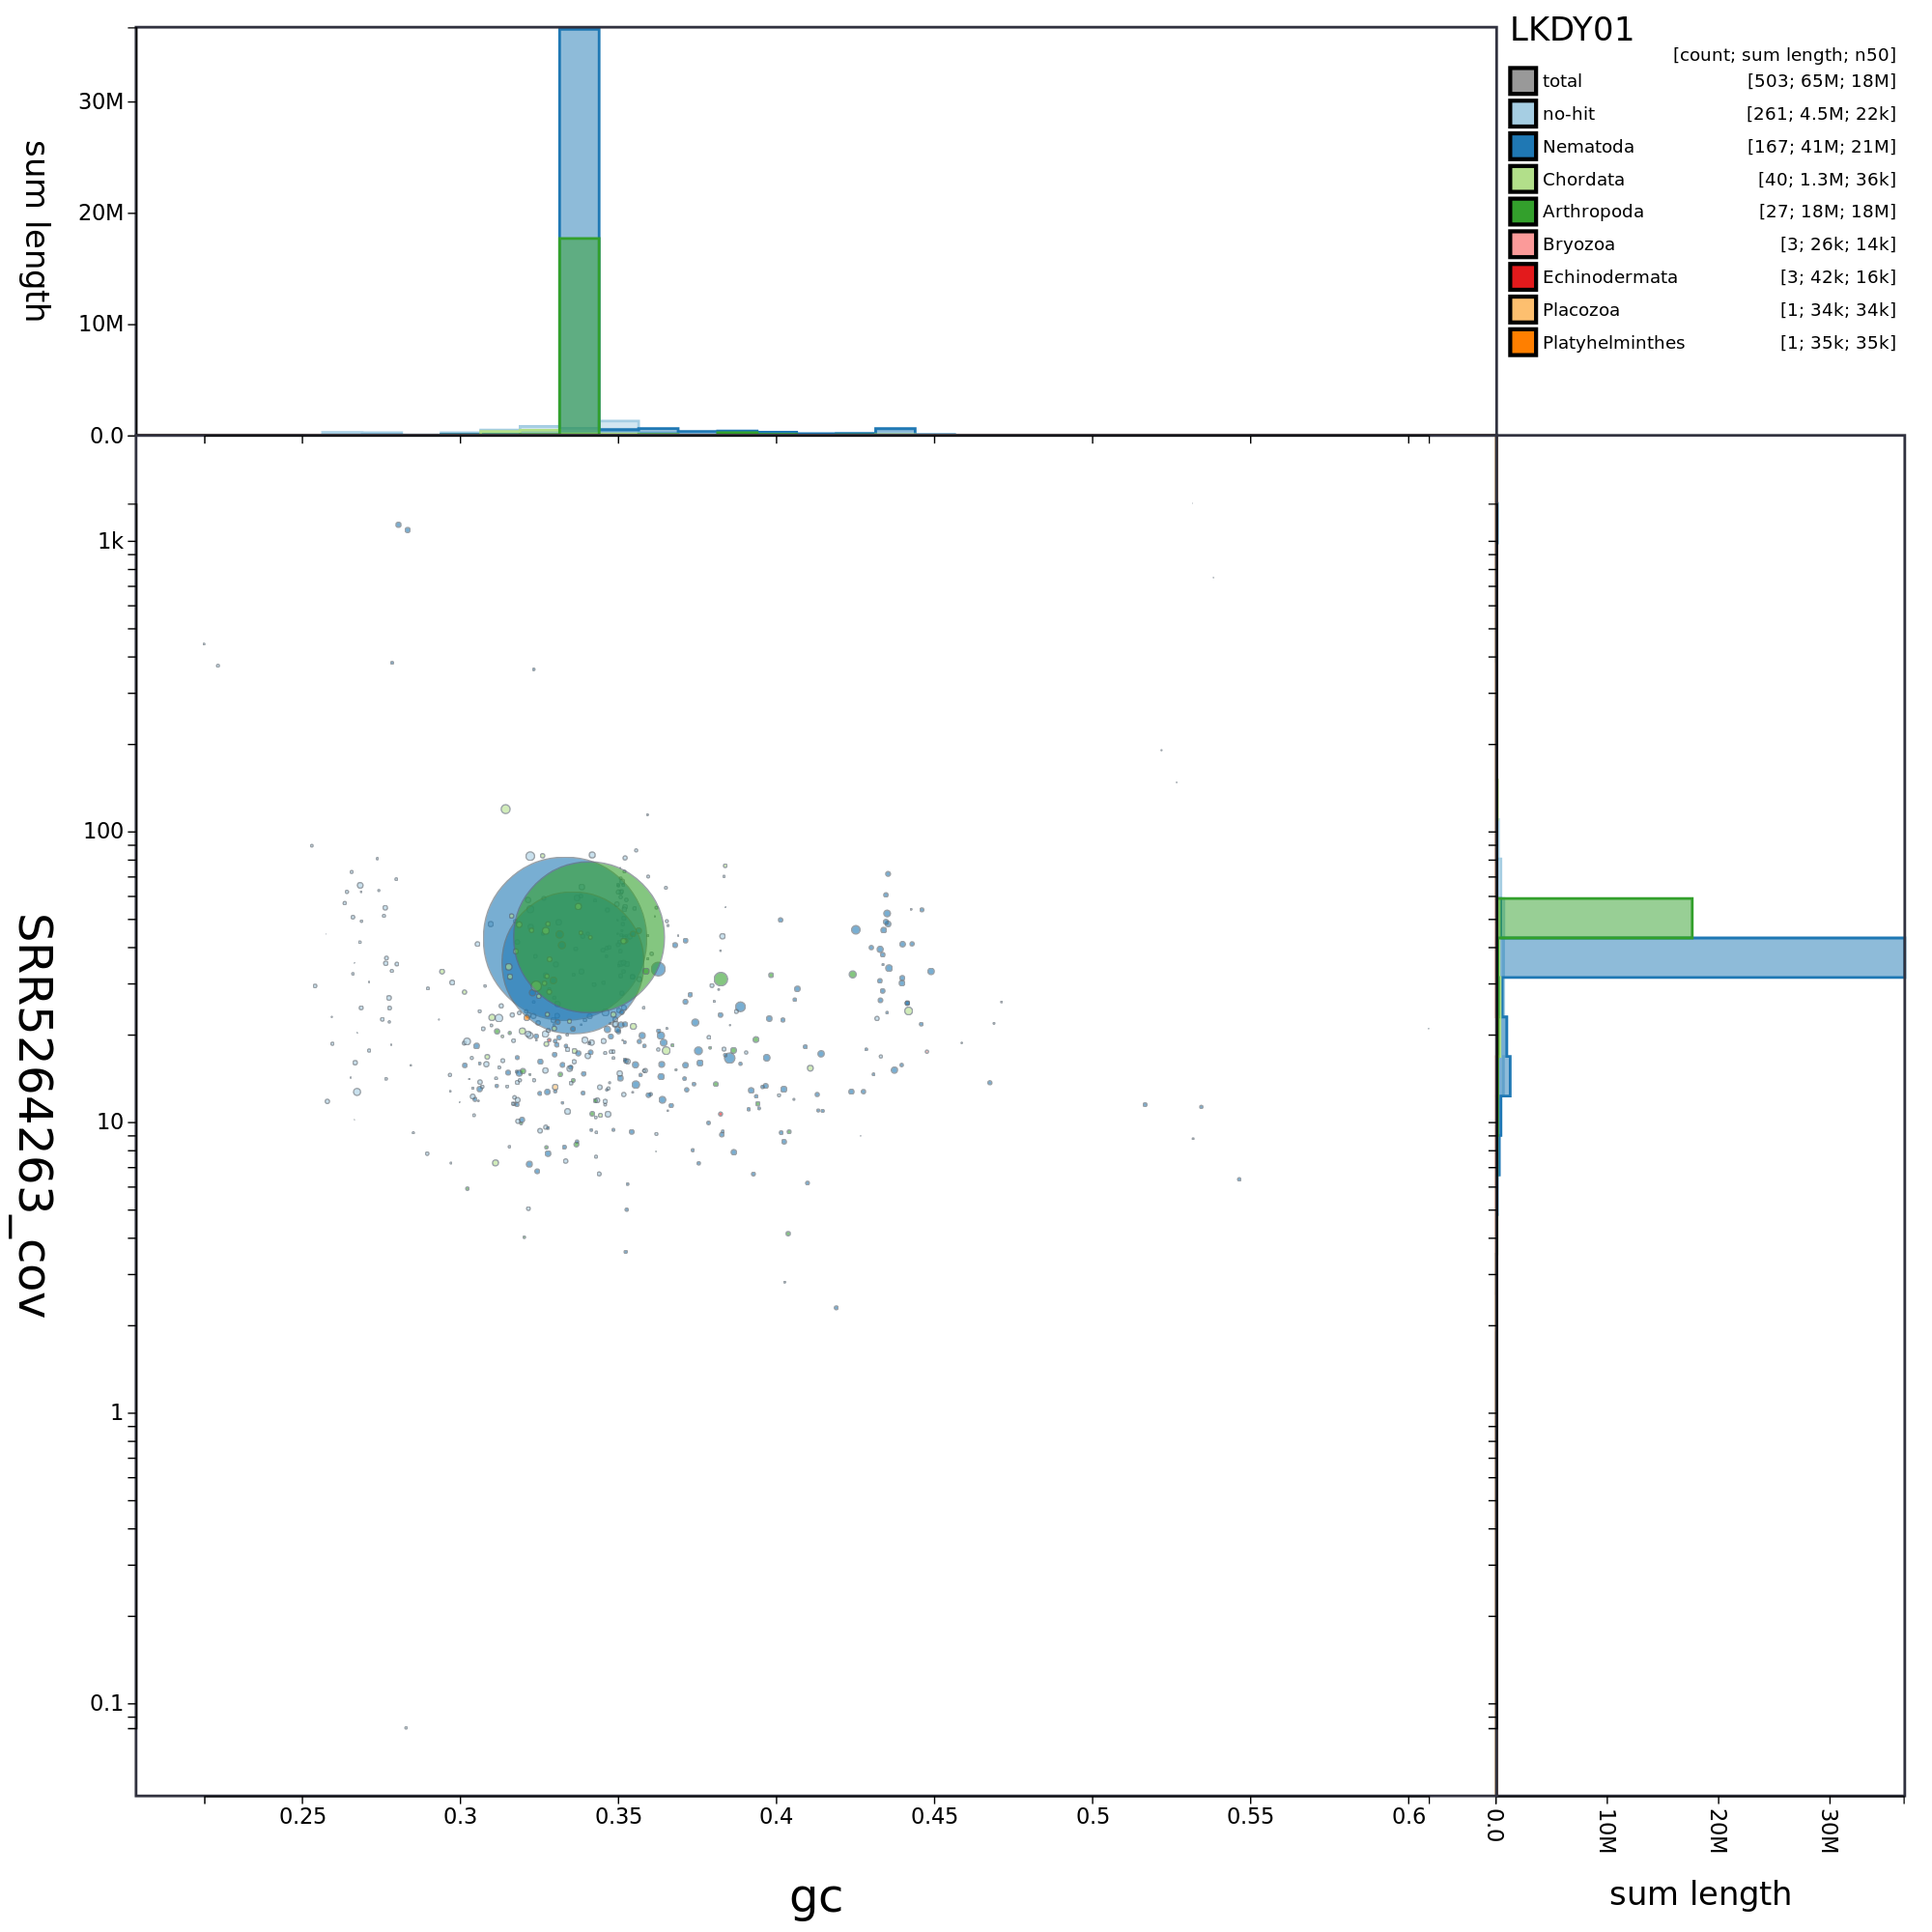 LKDY01
[count; sum length; n50]
total [503; 65M; 18M]
no-hit [261; 4.5M; 22k]
Nematoda [167; 41M; 21M]
Chordata [40; 1.3M; 36k]
Arthropoda [27; 18M; 18M]
Bryozoa [3; 26k; 14k]
Echinodermata [3; 42k; 16k]
Placozoa [1; 34k; 34k]
Platyhelminthes [1; 35k; 35k]
sum length
30M
20M
10M
0.0
SRR5264263_cov
1k
100
10
1
0.1
0.25 0.3 0.35 0.4 0.45 0.5 0.55 0.6
gc
0.0 10M 20M 30M
sum length